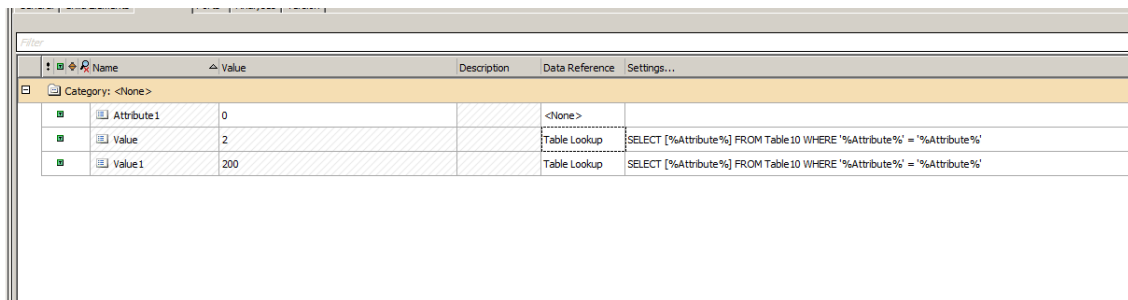 Filter
Name Value Description Data Reference Settings...
Category: <None>
Attribute1 0 <None>
Value 2 Table Lookup SELECT [%Attribute%] FROM Table10 WHERE '%Attribute%' = '%Attribute%'
Value1 200 Table Lookup SELECT [%Attribute%] FROM Table10 WHERE '%Attribute%' = '%Attribute%'